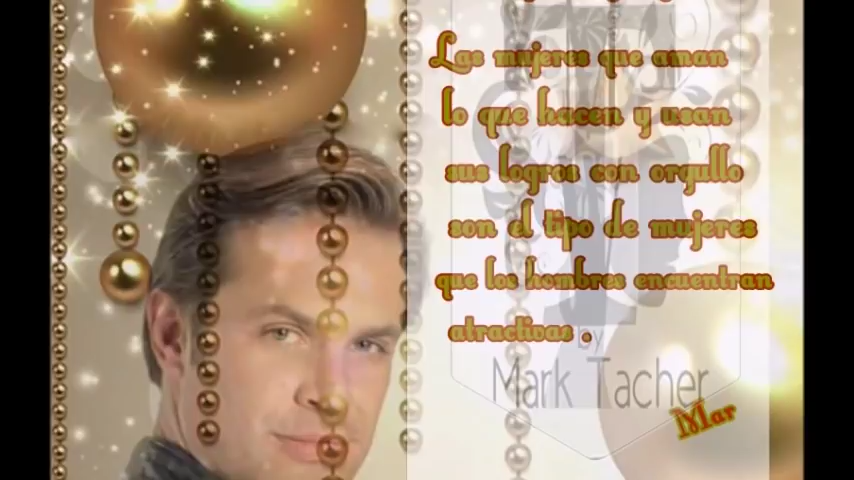 Las mujeres que aman
lo que hacen y usan
sus logros con orgullo
son el tipo de mujeres
que los hombres encuentran
atractivas .
by
Mark Tacher
Mar